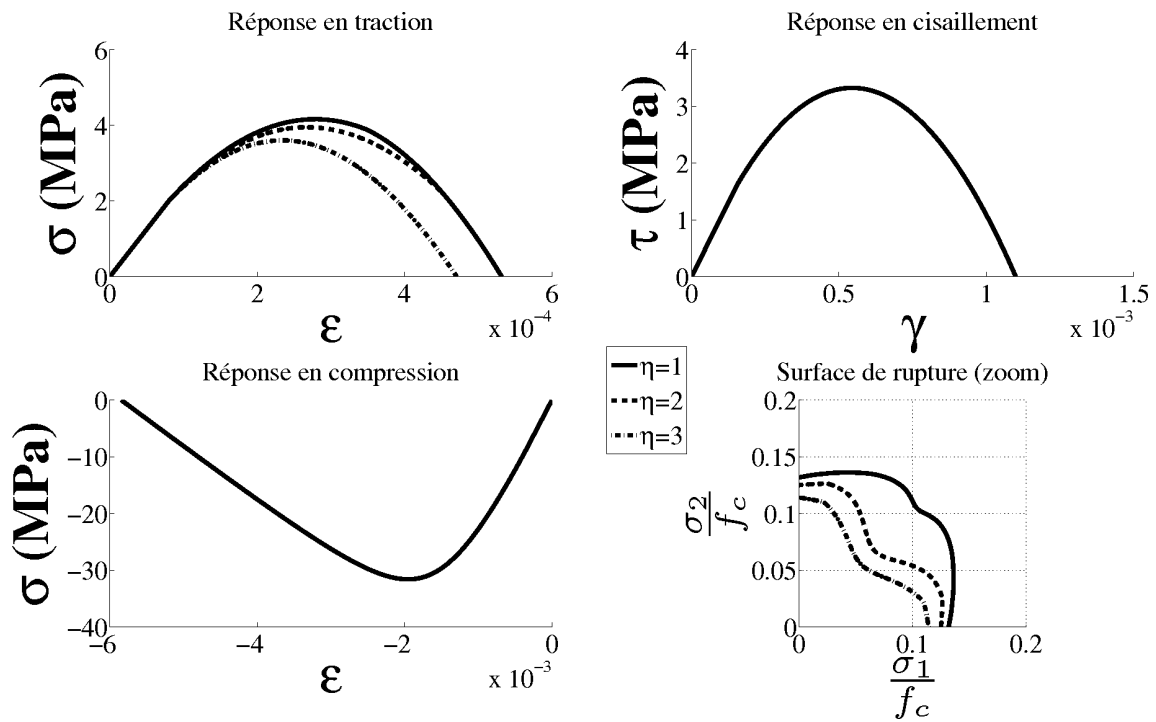 Réponse en traction
6
4
2
0
σ (MPa)
0
2
4
6
x 10⁻⁴
ε
Réponse en cisaillement
4
3
2
1
0
τ (MPa)
0
0.5
1
1.5
x 10⁻³
γ
Réponse en compression
0
−10
−20
−30
−40
σ (MPa)
−6
−4
−2
0
x 10⁻³
ε
η=1
η=2
η=3
Surface de rupture (zoom)
0.2
0.15
0.1
0.05
0
σ2
fc
0
0.1
0.2
σ1
fc